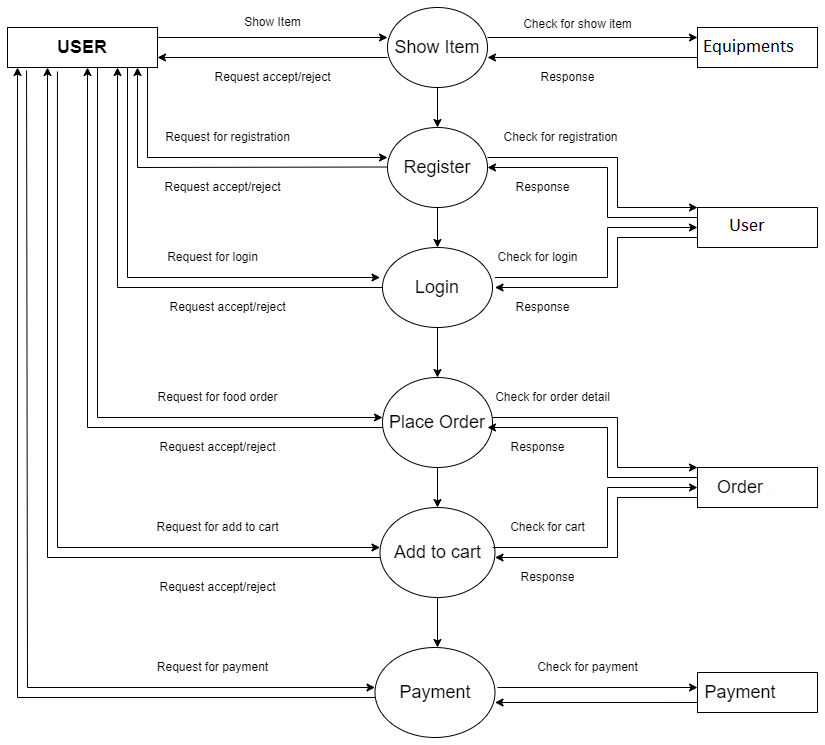 Show Item
Check for show item
USER
Show Item
Equipments
Request accept/reject
Response
Request for registration
Check for registration
Register
Request accept/reject
Response
User
Request for login
Check for login
Login
Request accept/reject
Response
Request for food order
Check for order detail
Place Order
Request accept/reject
Response
Order
Request for add to cart
Check for cart
Add to cart
Request accept/reject
Response
Request for payment
Check for payment
Payment
Payment